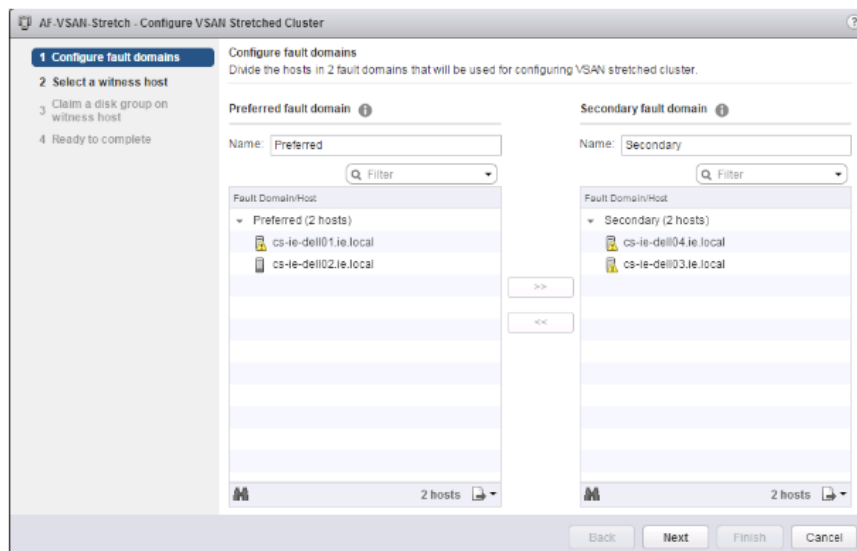 AF-VSAN-Stretch - Configure VSAN Stretched Cluster
?
1 Configure fault domains
2 Select a witness host
3 Claim a disk group on
witness host
4 Ready to complete
Configure fault domains
Divide the hosts in 2 fault domains that will be used for configuring VSAN stretched cluster.
Preferred fault domain
Name: Preferred
Filter
Fault Domain/Host
Preferred (2 hosts)
cs-ie-dell01.ie.local
cs-ie-dell02.ie.local
2 hosts
>>
<<
Secondary fault domain
Name: Secondary
Filter
Fault Domain/Host
Secondary (2 hosts)
cs-ie-dell04.ie.local
cs-ie-dell03.ie.local
2 hosts
Back Next Finish Cancel